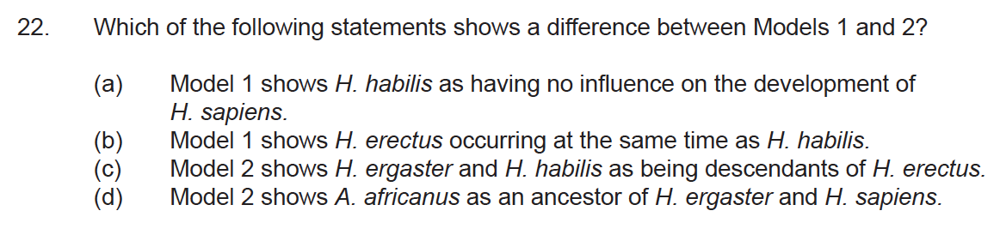 22. Which of the following statements shows a difference between Models 1 and 2?
(a) Model 1 shows H. habilis as having no influence on the development of
H. sapiens.
(b) Model 1 shows H. erectus occurring at the same time as H. habilis.
(c) Model 2 shows H. ergaster and H. habilis as being descendants of H. erectus.
(d) Model 2 shows A. africanus as an ancestor of H. ergaster and H. sapiens.